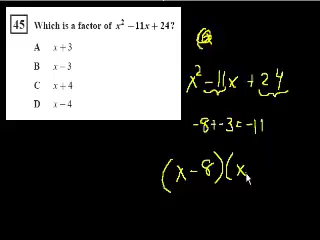 45 Which is a factor of x² − 11x + 24?
A x + 3
B x − 3
C x + 4
D x − 4
x² − 11x + 24
-8 + -3 = -11
(x − 8)(x